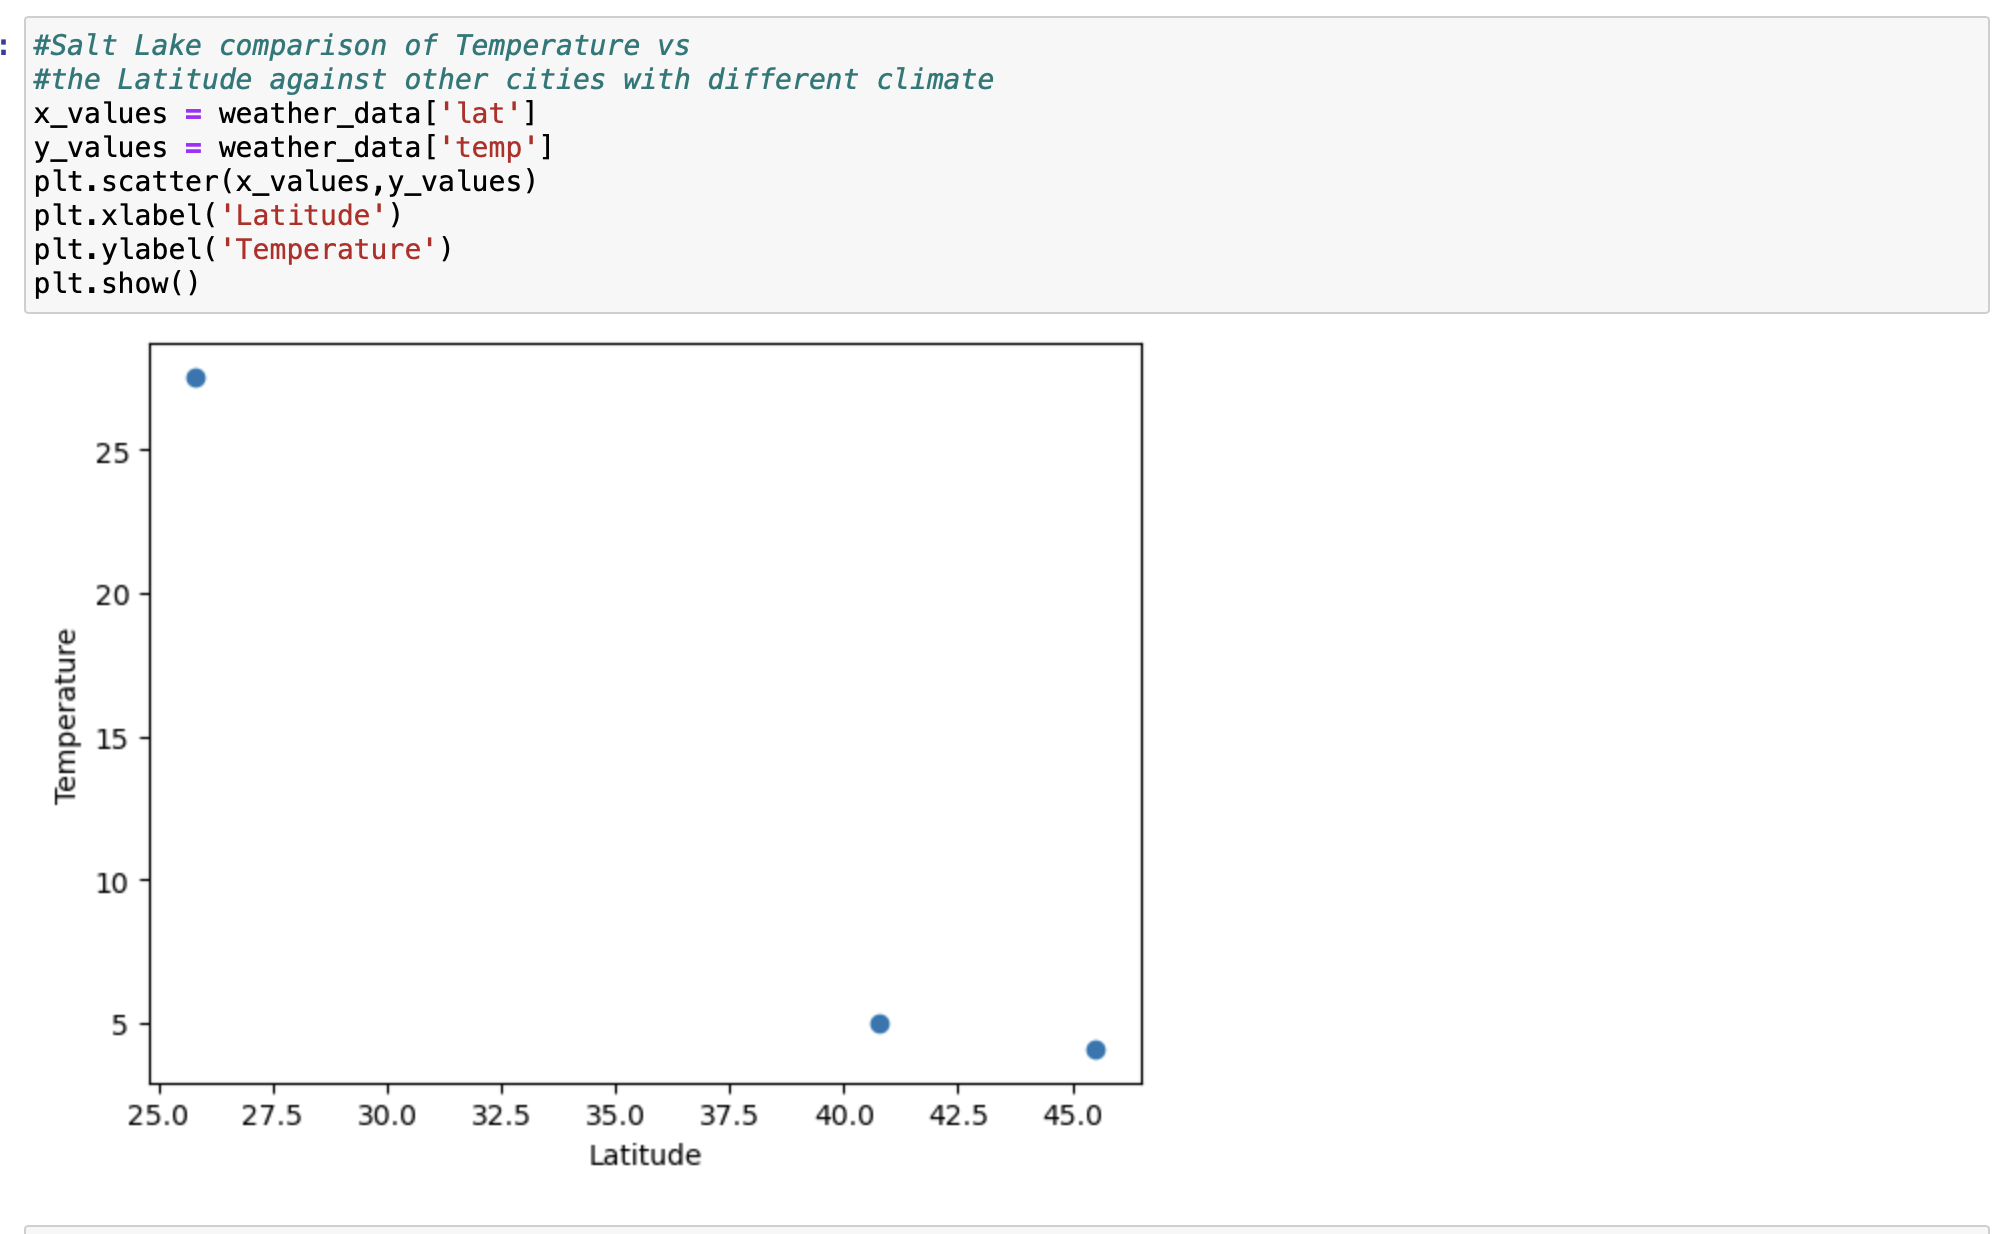 :
#Salt Lake comparison of Temperature vs
#the Latitude against other cities with different climate
x_values = weather_data['lat']
y_values = weather_data['temp']
plt.scatter(x_values,y_values)
plt.xlabel('Latitude')
plt.ylabel('Temperature')
plt.show()
25
20
15
10
5
Temperature
25.0 27.5 30.0 32.5 35.0 37.5 40.0 42.5 45.0
Latitude